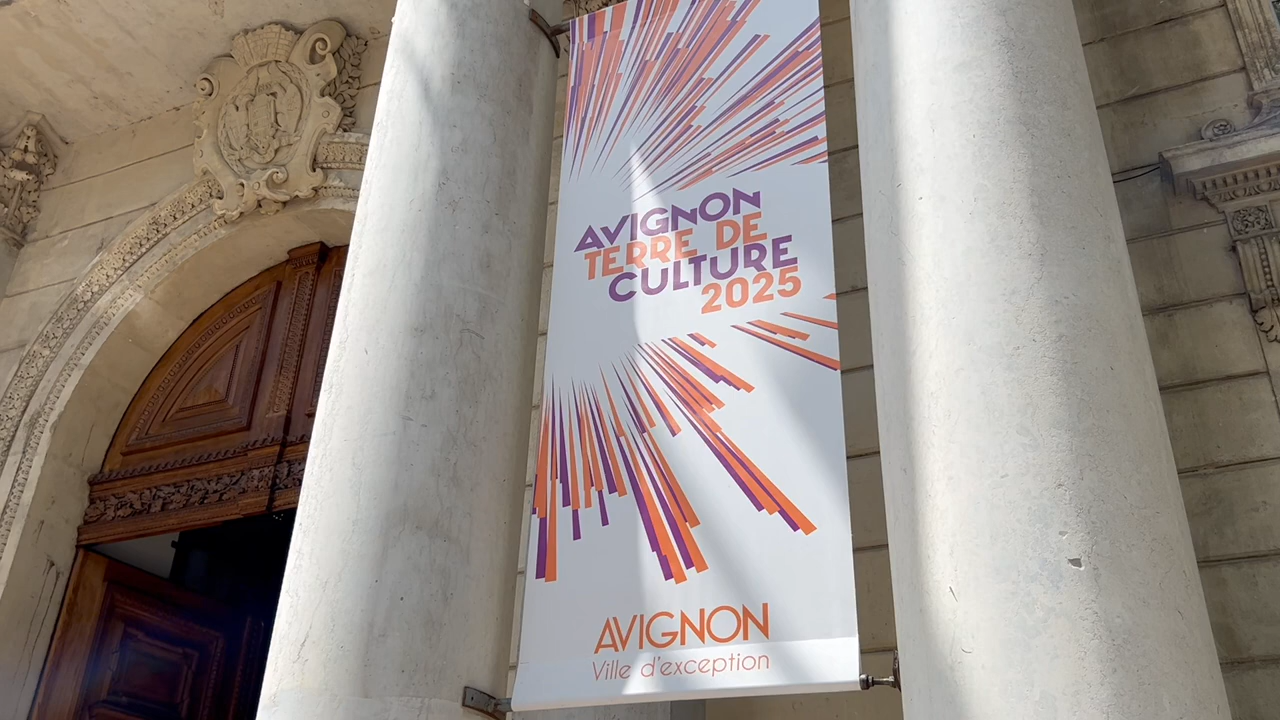 AVIGNON
TERRE DE
CULTURE
2025
AVIGNON
Ville d'exception